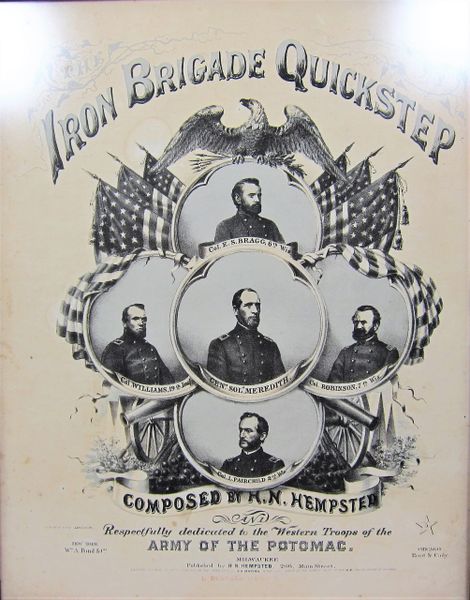 THE
IRON BRIGADE QUICKSTEP
Col. E. S. BRAGG, 6th Wis.
Col. WILLIAMS, 19th Ind.
GENl. SOL. MEREDITH.
Col. ROBINSON, 7th Wis.
Col. L. FAIRCHILD 2nd Wis.
COMPOSED BY H. N. HEMPSTED
AND
Respectfully dedicated to the Western Troops of the
ARMY OF THE POTOMAC.
MILWAUKEE
Published by H. N. HEMPSTED 206, Main Street.
NEW YORK
Wm. A. Pond & Co.
CHICAGO
Root & Cady